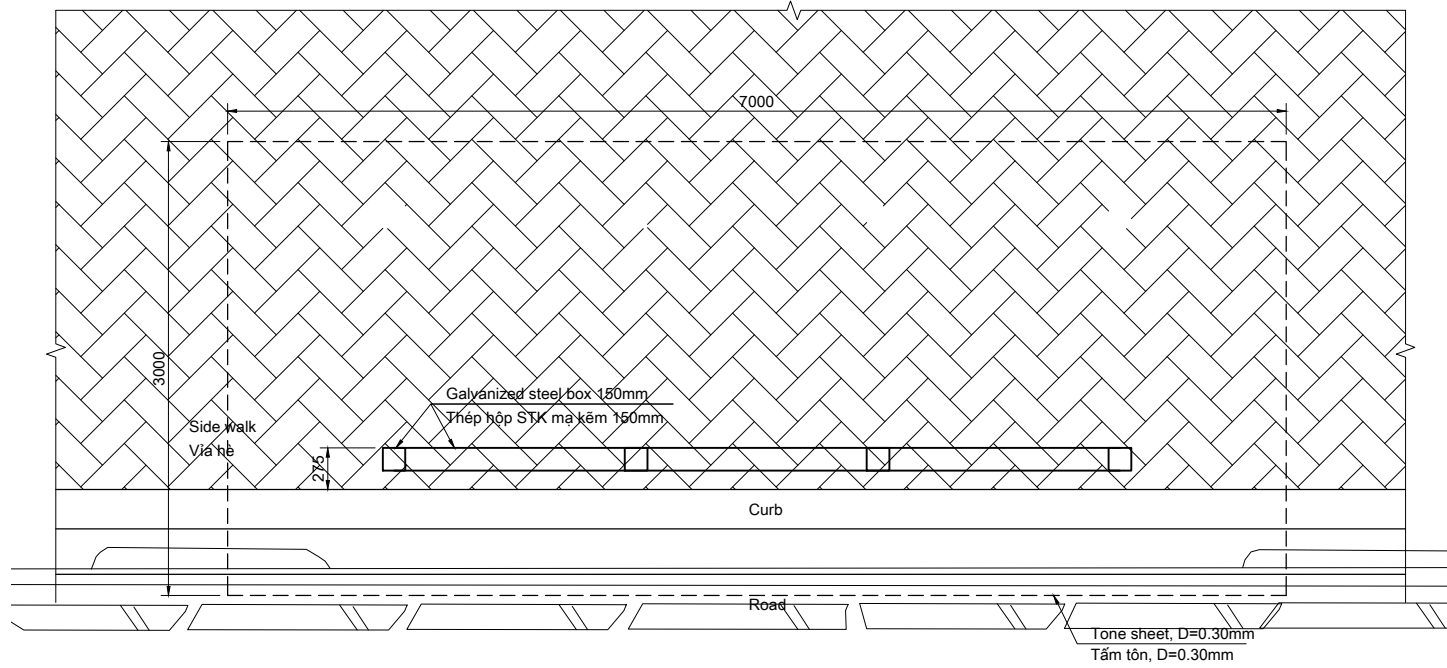 7000
3000
Galvanized steel box 150mm
Thép hộp STK mạ kẽm 150mm
Side walk
Vỉa hè
275
Curb
Road
Tone sheet, D=0.30mm
Tấm tôn, D=0.30mm